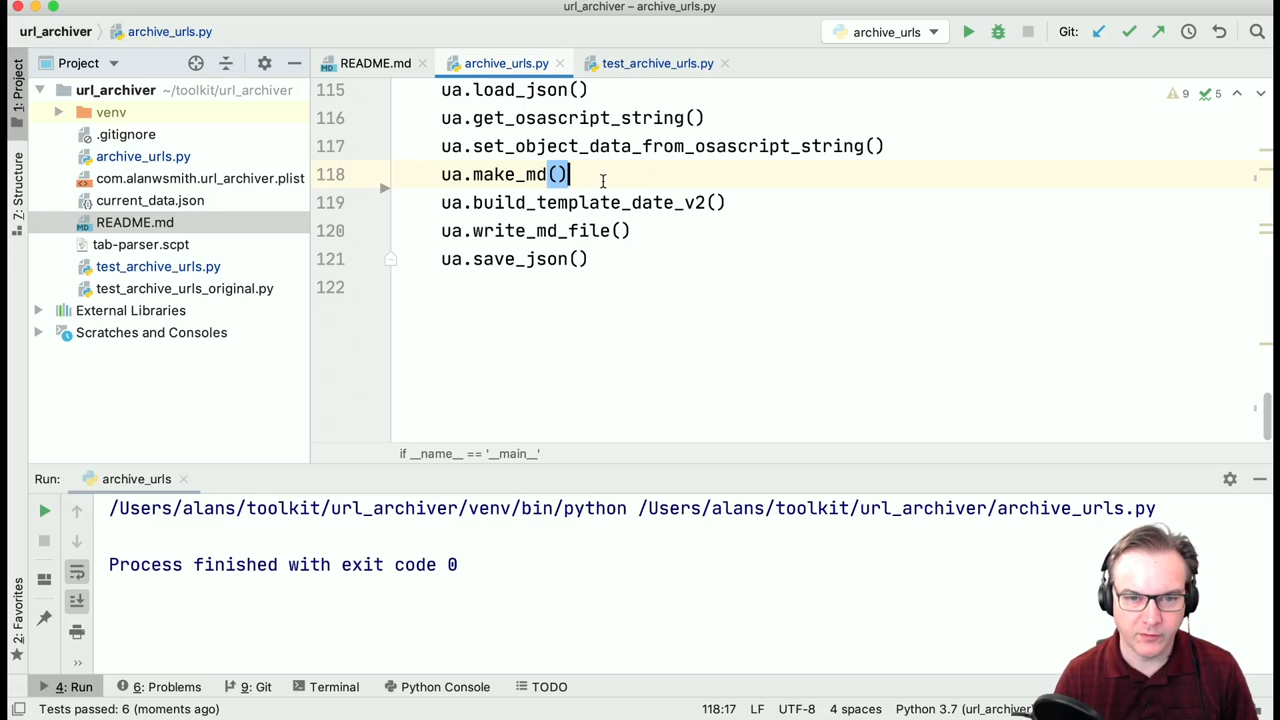 url_archiver – archive_urls.py
url_archiver archive_urls.py
archive_urls Git:
1: Project
7: Structure
2: Favorites
Project
README.md archive_urls.py test_archive_urls.py
url_archiver ~/toolkit/url_archiver
venv
.gitignore
archive_urls.py
com.alanwsmith.url_archiver.plist
current_data.json
README.md
tab-parser.scpt
test_archive_urls.py
test_archive_urls_original.py
External Libraries
Scratches and Consoles
9 5
115 ua.load_json()
116 ua.get_osascript_string()
117 ua.set_object_data_from_osascript_string()
118 ua.make_md()
119 ua.build_template_date_v2()
120 ua.write_md_file()
121 ua.save_json()
122
if __name__ == '__main__'
Run: archive_urls
/Users/alans/toolkit/url_archiver/venv/bin/python /Users/alans/toolkit/url_archiver/archive_urls.py
Process finished with exit code 0
4: Run 6: Problems 9: Git Terminal Python Console TODO
Tests passed: 6 (moments ago) 118:17 LF UTF-8 4 spaces Python 3.7 (url_archiver)